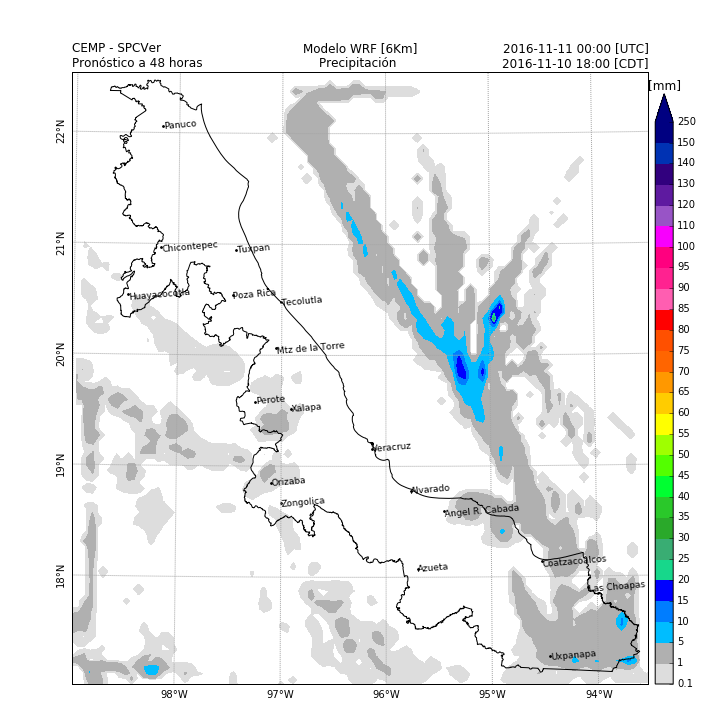 CEMP - SPCVer
Modelo WRF [6Km]
2016-11-11 00:00 [UTC]
Pronóstico a 48 horas
Precipitación
2016-11-10 18:00 [CDT]
[mm]
250
150
140
130
120
110
100
95
90
85
80
75
70
65
60
55
50
45
40
35
30
25
20
15
10
5
1
0.1
22°N
21°N
20°N
19°N
18°N
Panuco
Chicontepec
Tuxpan
Huayacocotla
Poza Rica
Tecolutla
Mtz de la Torre
Perote
Xalapa
Veracruz
Orizaba
Alvarado
Zongolica
Angel R. Cabada
Azueta
Coatzacoalcos
Las Choapas
Uxpanapa
98°W
97°W
96°W
95°W
94°W